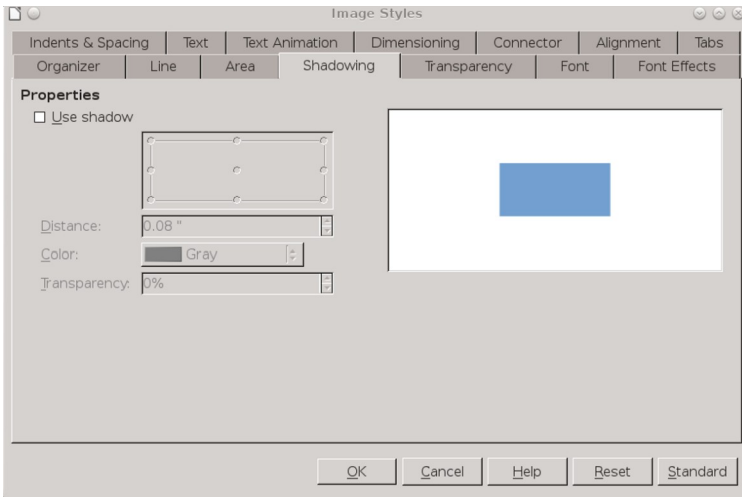 Image Styles
Indents & Spacing Text Text Animation Dimensioning Connector Alignment Tabs
Organizer Line Area Shadowing Transparency Font Font Effects
Properties
Use shadow
Distance: 0.08 "
Color: Gray
Transparency: 0%
OK Cancel Help Reset Standard